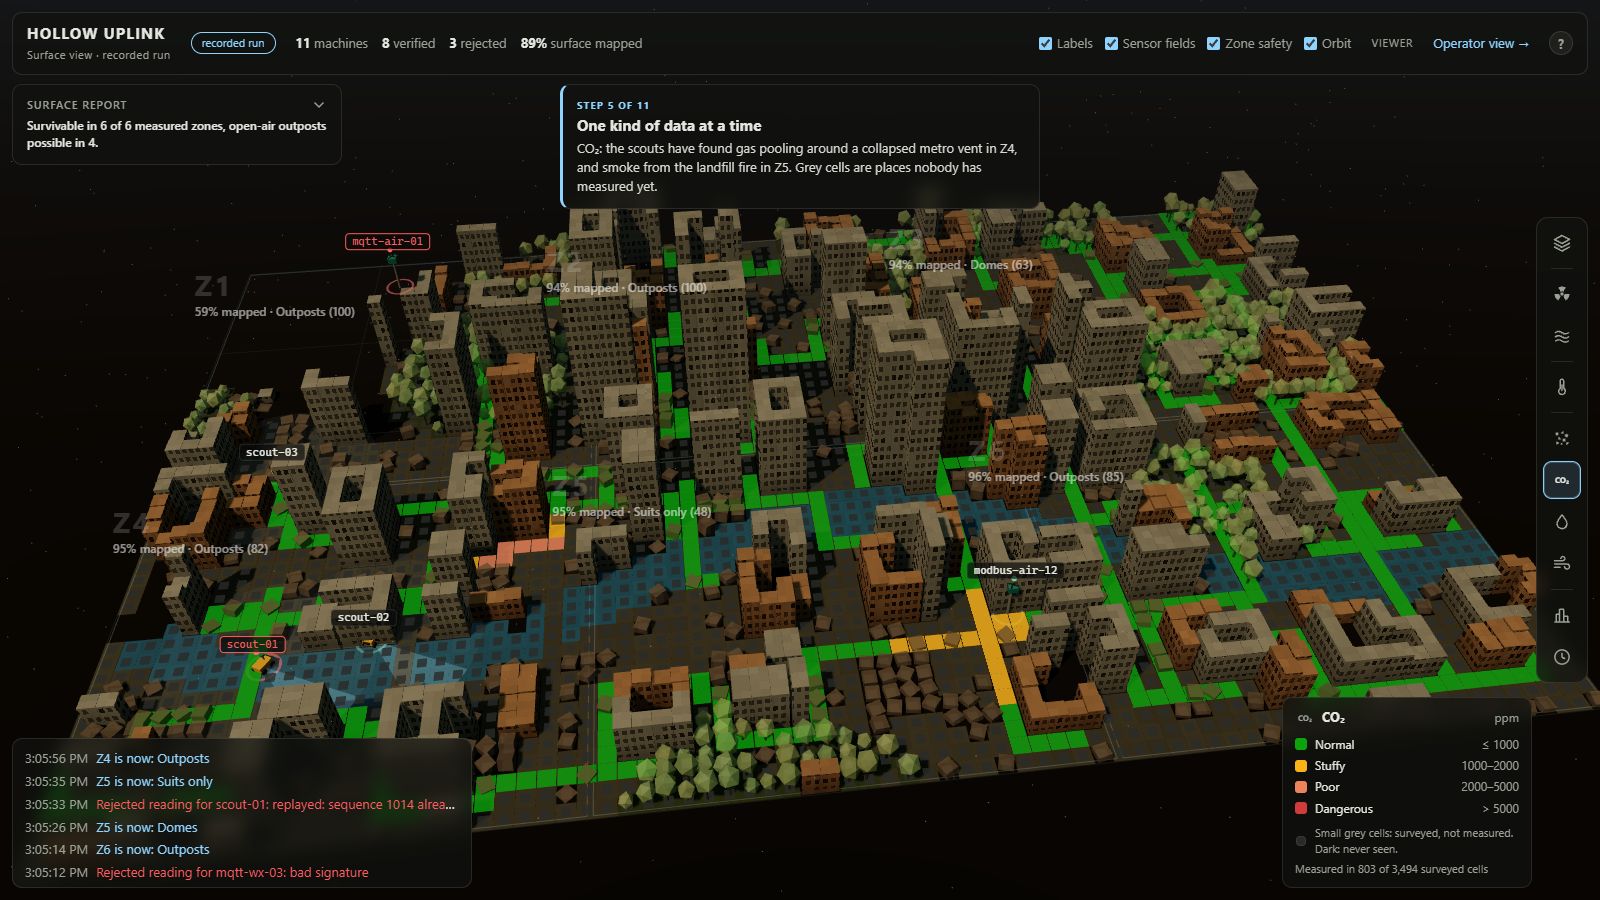 HOLLOW UPLINK
Surface view · recorded run
recorded run
11 machines 8 verified 3 rejected 89% surface mapped
Labels Sensor fields Zone safety Orbit VIEWER Operator view → ?
SURFACE REPORT
Survivable in 6 of 6 measured zones, open-air outposts
possible in 4.
STEP 5 OF 11
One kind of data at a time
CO₂: the scouts have found gas pooling around a collapsed metro vent in Z4,
and smoke from the landfill fire in Z5. Grey cells are places nobody has
measured yet.
mqtt-air-01
Z1
59% mapped · Outposts (100)
94% mapped · Outposts (100)
94% mapped · Domes (63)
scout-03
96% mapped · Outposts (85)
Z5
95% mapped · Suits only (48)
Z4
95% mapped · Outposts (82)
modbus-air-12
scout-02
scout-01
CO₂
3:05:56 PM Z4 is now: Outposts
3:05:35 PM Z5 is now: Suits only
3:05:33 PM Rejected reading for scout-01: replayed: sequence 1014 alrea...
3:05:26 PM Z5 is now: Domes
3:05:14 PM Z6 is now: Outposts
3:05:12 PM Rejected reading for mqtt-wx-03: bad signature
CO₂ CO₂ ppm
Normal ≤ 1000
Stuffy 1000–2000
Poor 2000–5000
Dangerous > 5000
Small grey cells: surveyed, not measured.
Dark: never seen.
Measured in 803 of 3,494 surveyed cells